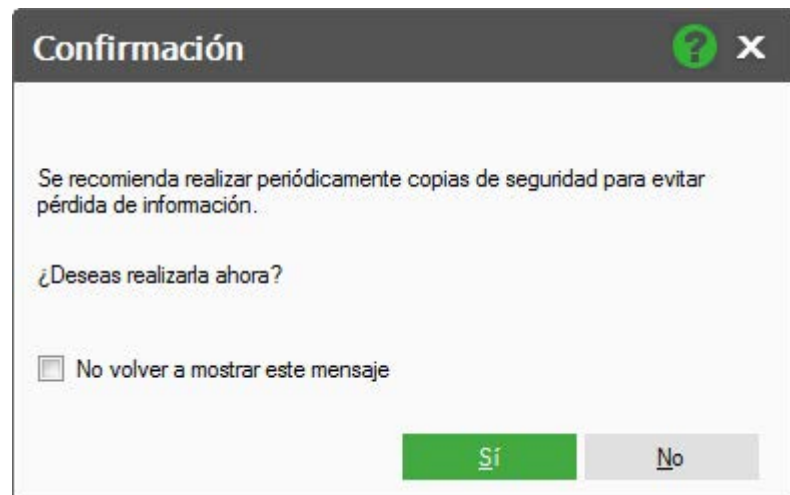 Confirmación
Se recomienda realizar periódicamente copias de seguridad para evitar
pérdida de información.
¿Deseas realizarla ahora?
No volver a mostrar este mensaje
Sí
No